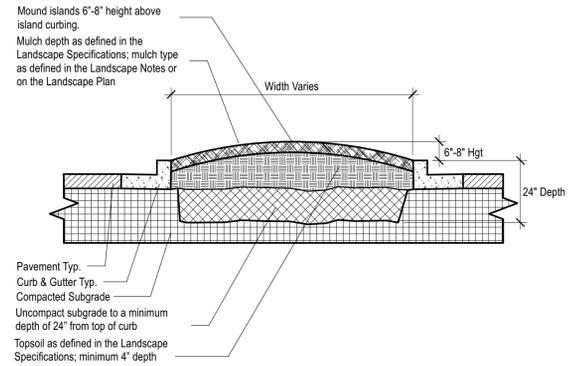 Mound islands 6"-8" height above
island curbing.
Mulch depth as defined in the
Landscape Specifications; mulch type
as defined in the Landscape Notes or
on the Landscape Plan
Width Varies
6"-8" Hgt
24" Depth
Pavement Typ.
Curb & Gutter Typ.
Compacted Subgrade
Uncompact subgrade to a minimum
depth of 24" from top of curb
Topsoil as defined in the Landscape
Specifications; minimum 4" depth